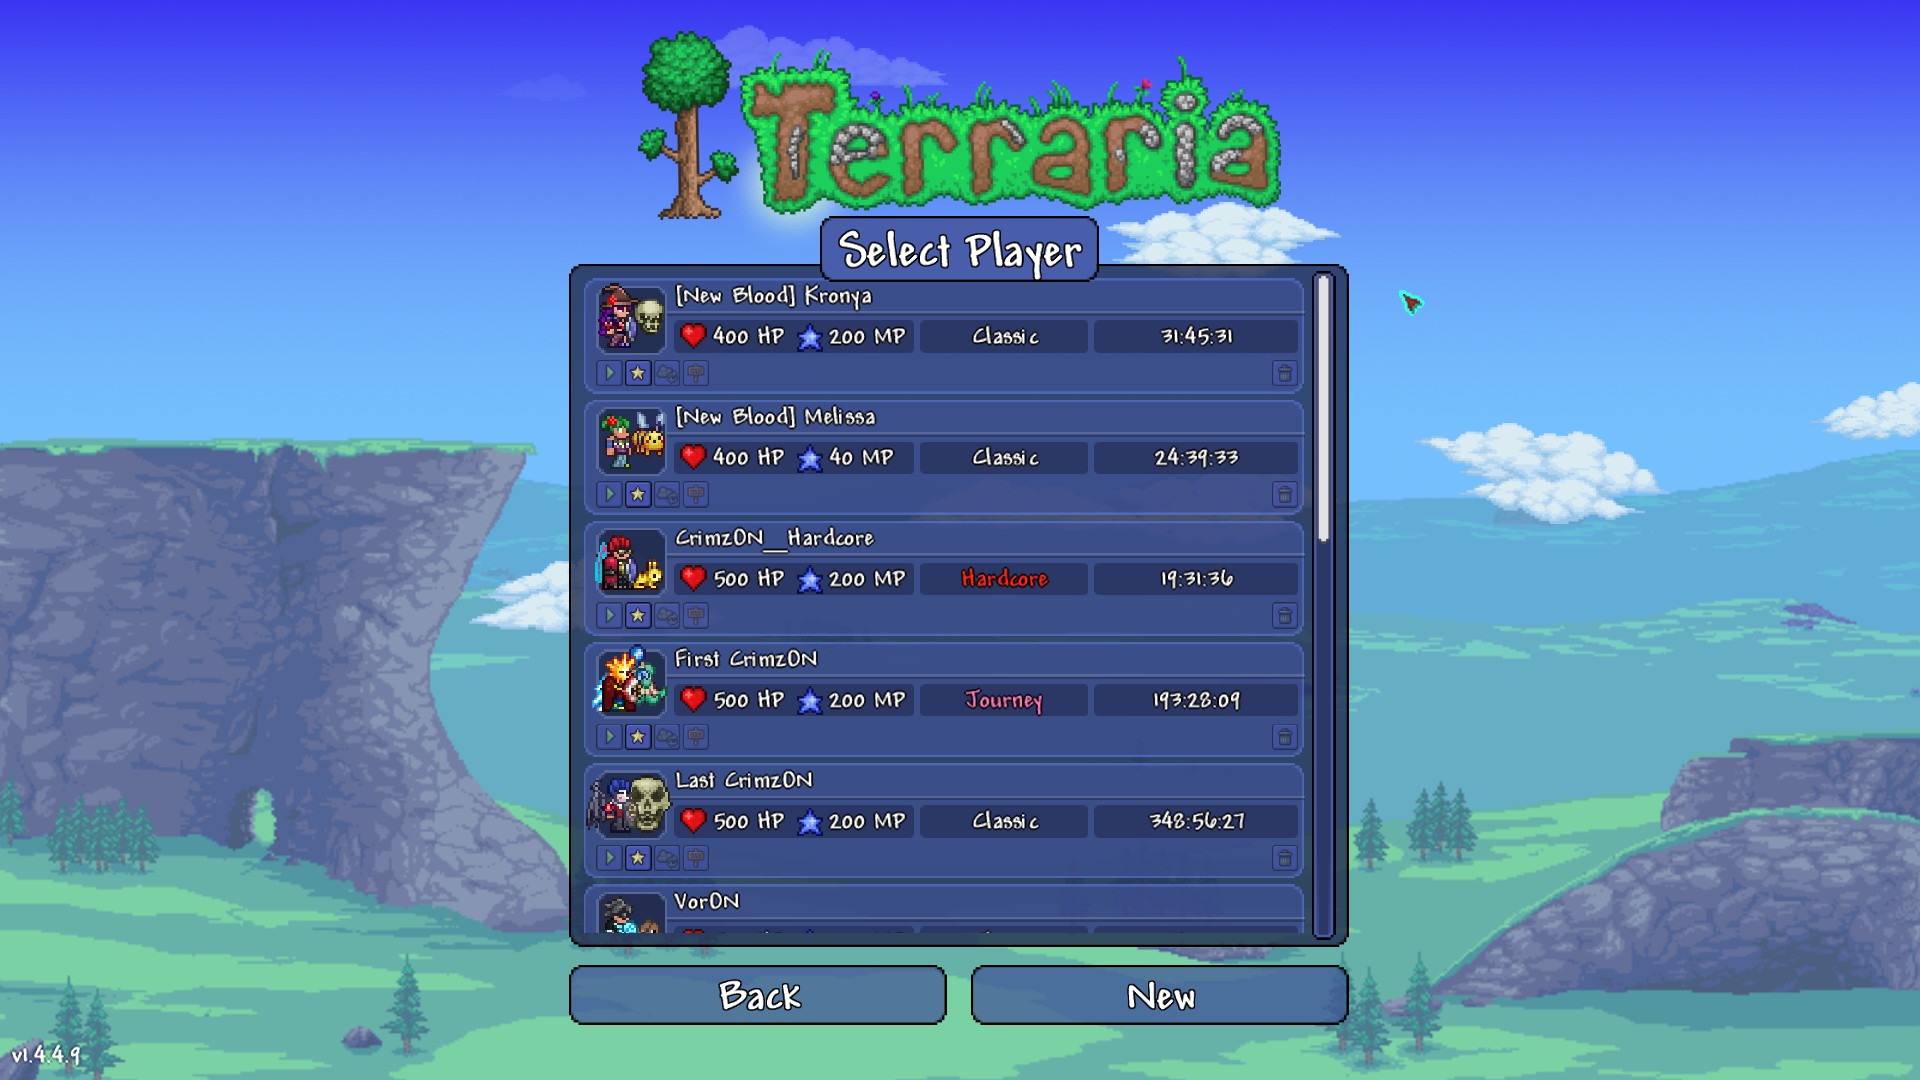 Terraria
Select Player
[New Blood] Kronya
400 HP 200 MP Classic 31:45:31
[New Blood] Melissa
400 HP 40 MP Classic 24:39:33
CrimzON__Hardcore
500 HP 200 MP Hardcore 19:31:36
First CrimzON
500 HP 200 MP Journey 193:28:09
Last CrimzON
500 HP 200 MP Classic 348:56:27
VorON
Back New
v1.4.4.9